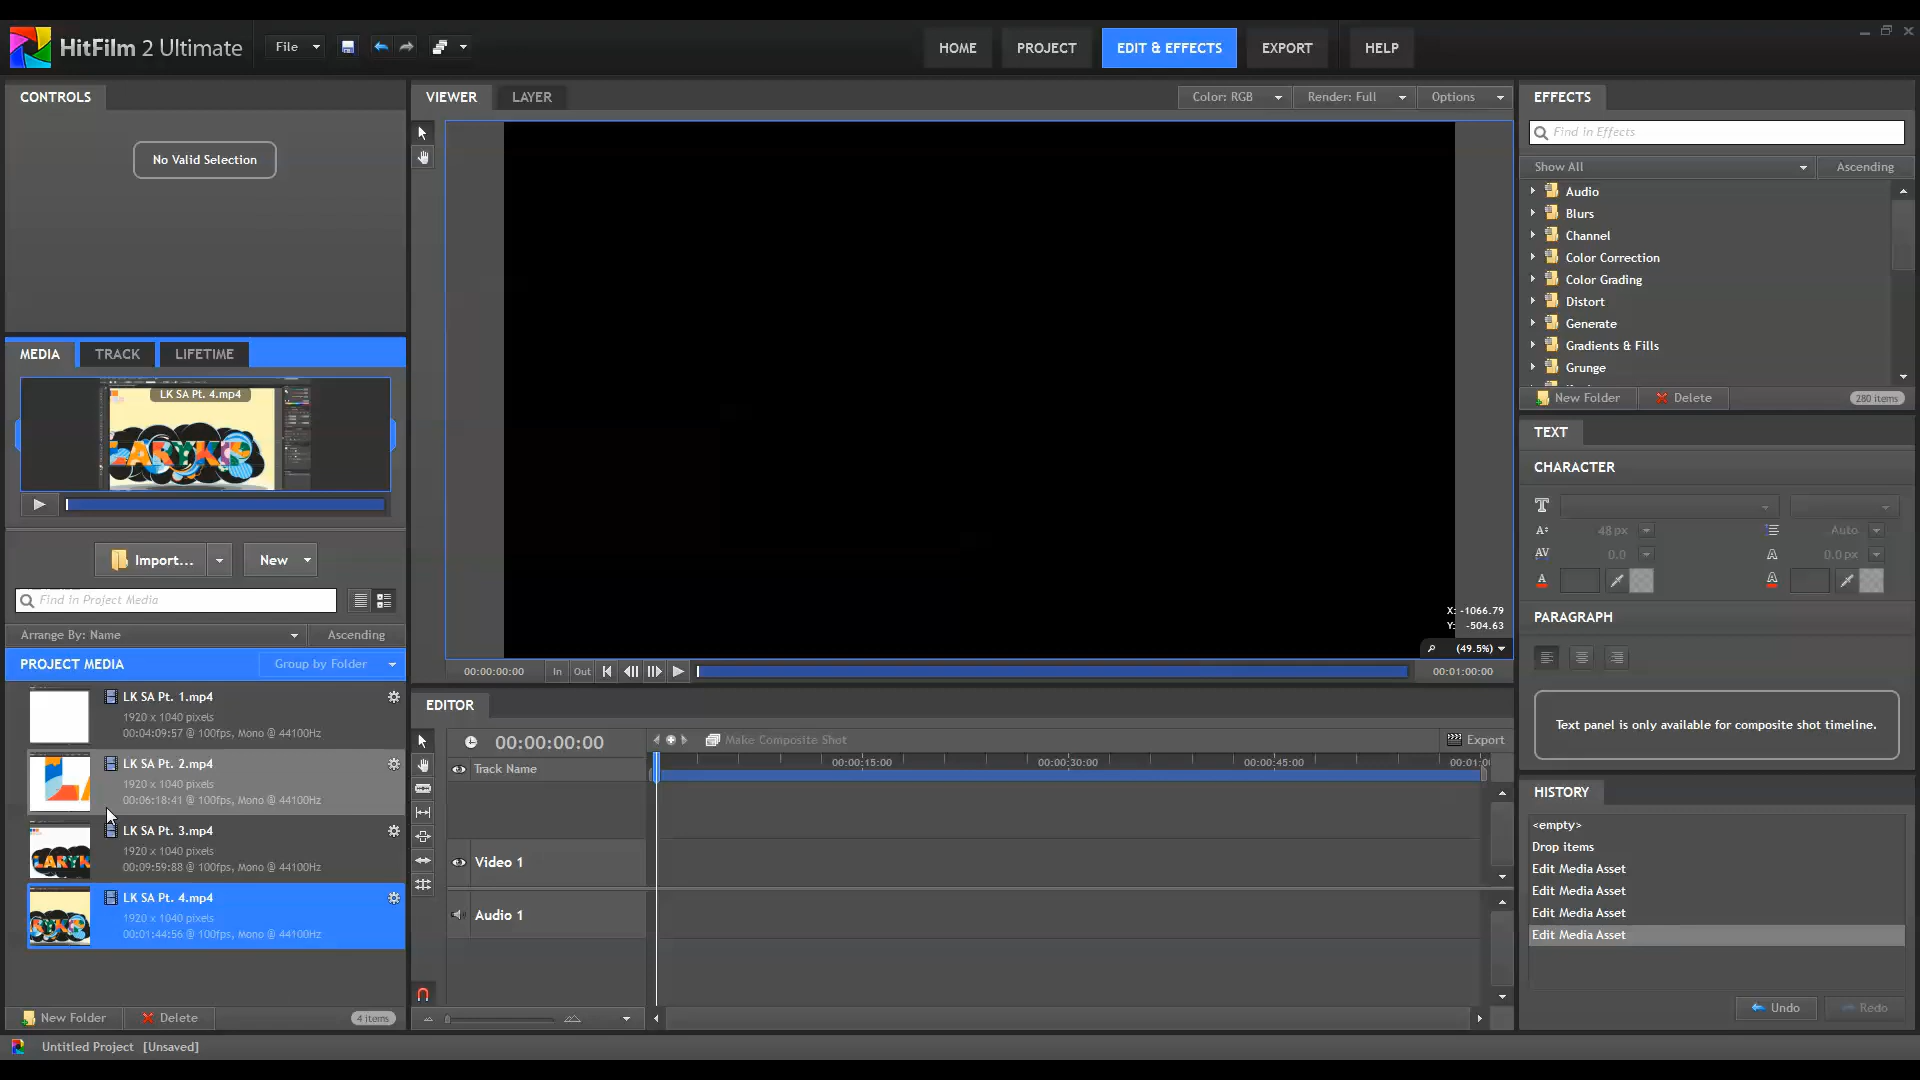 HitFilm 2 Ultimate
File
HOME
PROJECT
EDIT & EFFECTS
EXPORT
HELP
CONTROLS
No Valid Selection
MEDIA
TRACK
LIFETIME
LK SA Pt. 4.mp4
Import...
New
Find in Project Media
Arrange By: Name
Ascending
PROJECT MEDIA
Group by Folder
LK SA Pt. 1.mp4
1920 x 1040 pixels
00:04:09:57 @ 100fps, Mono @ 44100Hz
LK SA Pt. 2.mp4
1920 x 1040 pixels
00:06:18:41 @ 100fps, Mono @ 44100Hz
LK SA Pt. 3.mp4
1920 x 1040 pixels
00:09:59:88 @ 100fps, Mono @ 44100Hz
LK SA Pt. 4.mp4
1920 x 1040 pixels
00:01:44:56 @ 100fps, Mono @ 44100Hz
New Folder
Delete
4 items
Untitled Project [Unsaved]
VIEWER
LAYER
Color: RGB
Render: Full
Options
X: -1066.79
Y: -504.63
(49.5%)
00:00:00:00
In
Out
00:01:00:00
EDITOR
00:00:00:00
Make Composite Shot
Export
Track Name
00:00:15:00
00:00:30:00
00:00:45:00
Video 1
Audio 1
EFFECTS
Find in Effects
Show All
Ascending
Audio
Blurs
Channel
Color Correction
Color Grading
Distort
Generate
Gradients & Fills
Grunge
New Folder
Delete
280 items
TEXT
CHARACTER
48 px
Auto
0.0
0.0 px
PARAGRAPH
Text panel is only available for composite shot timeline.
HISTORY
<empty>
Drop items
Edit Media Asset
Edit Media Asset
Edit Media Asset
Edit Media Asset
Undo
Redo